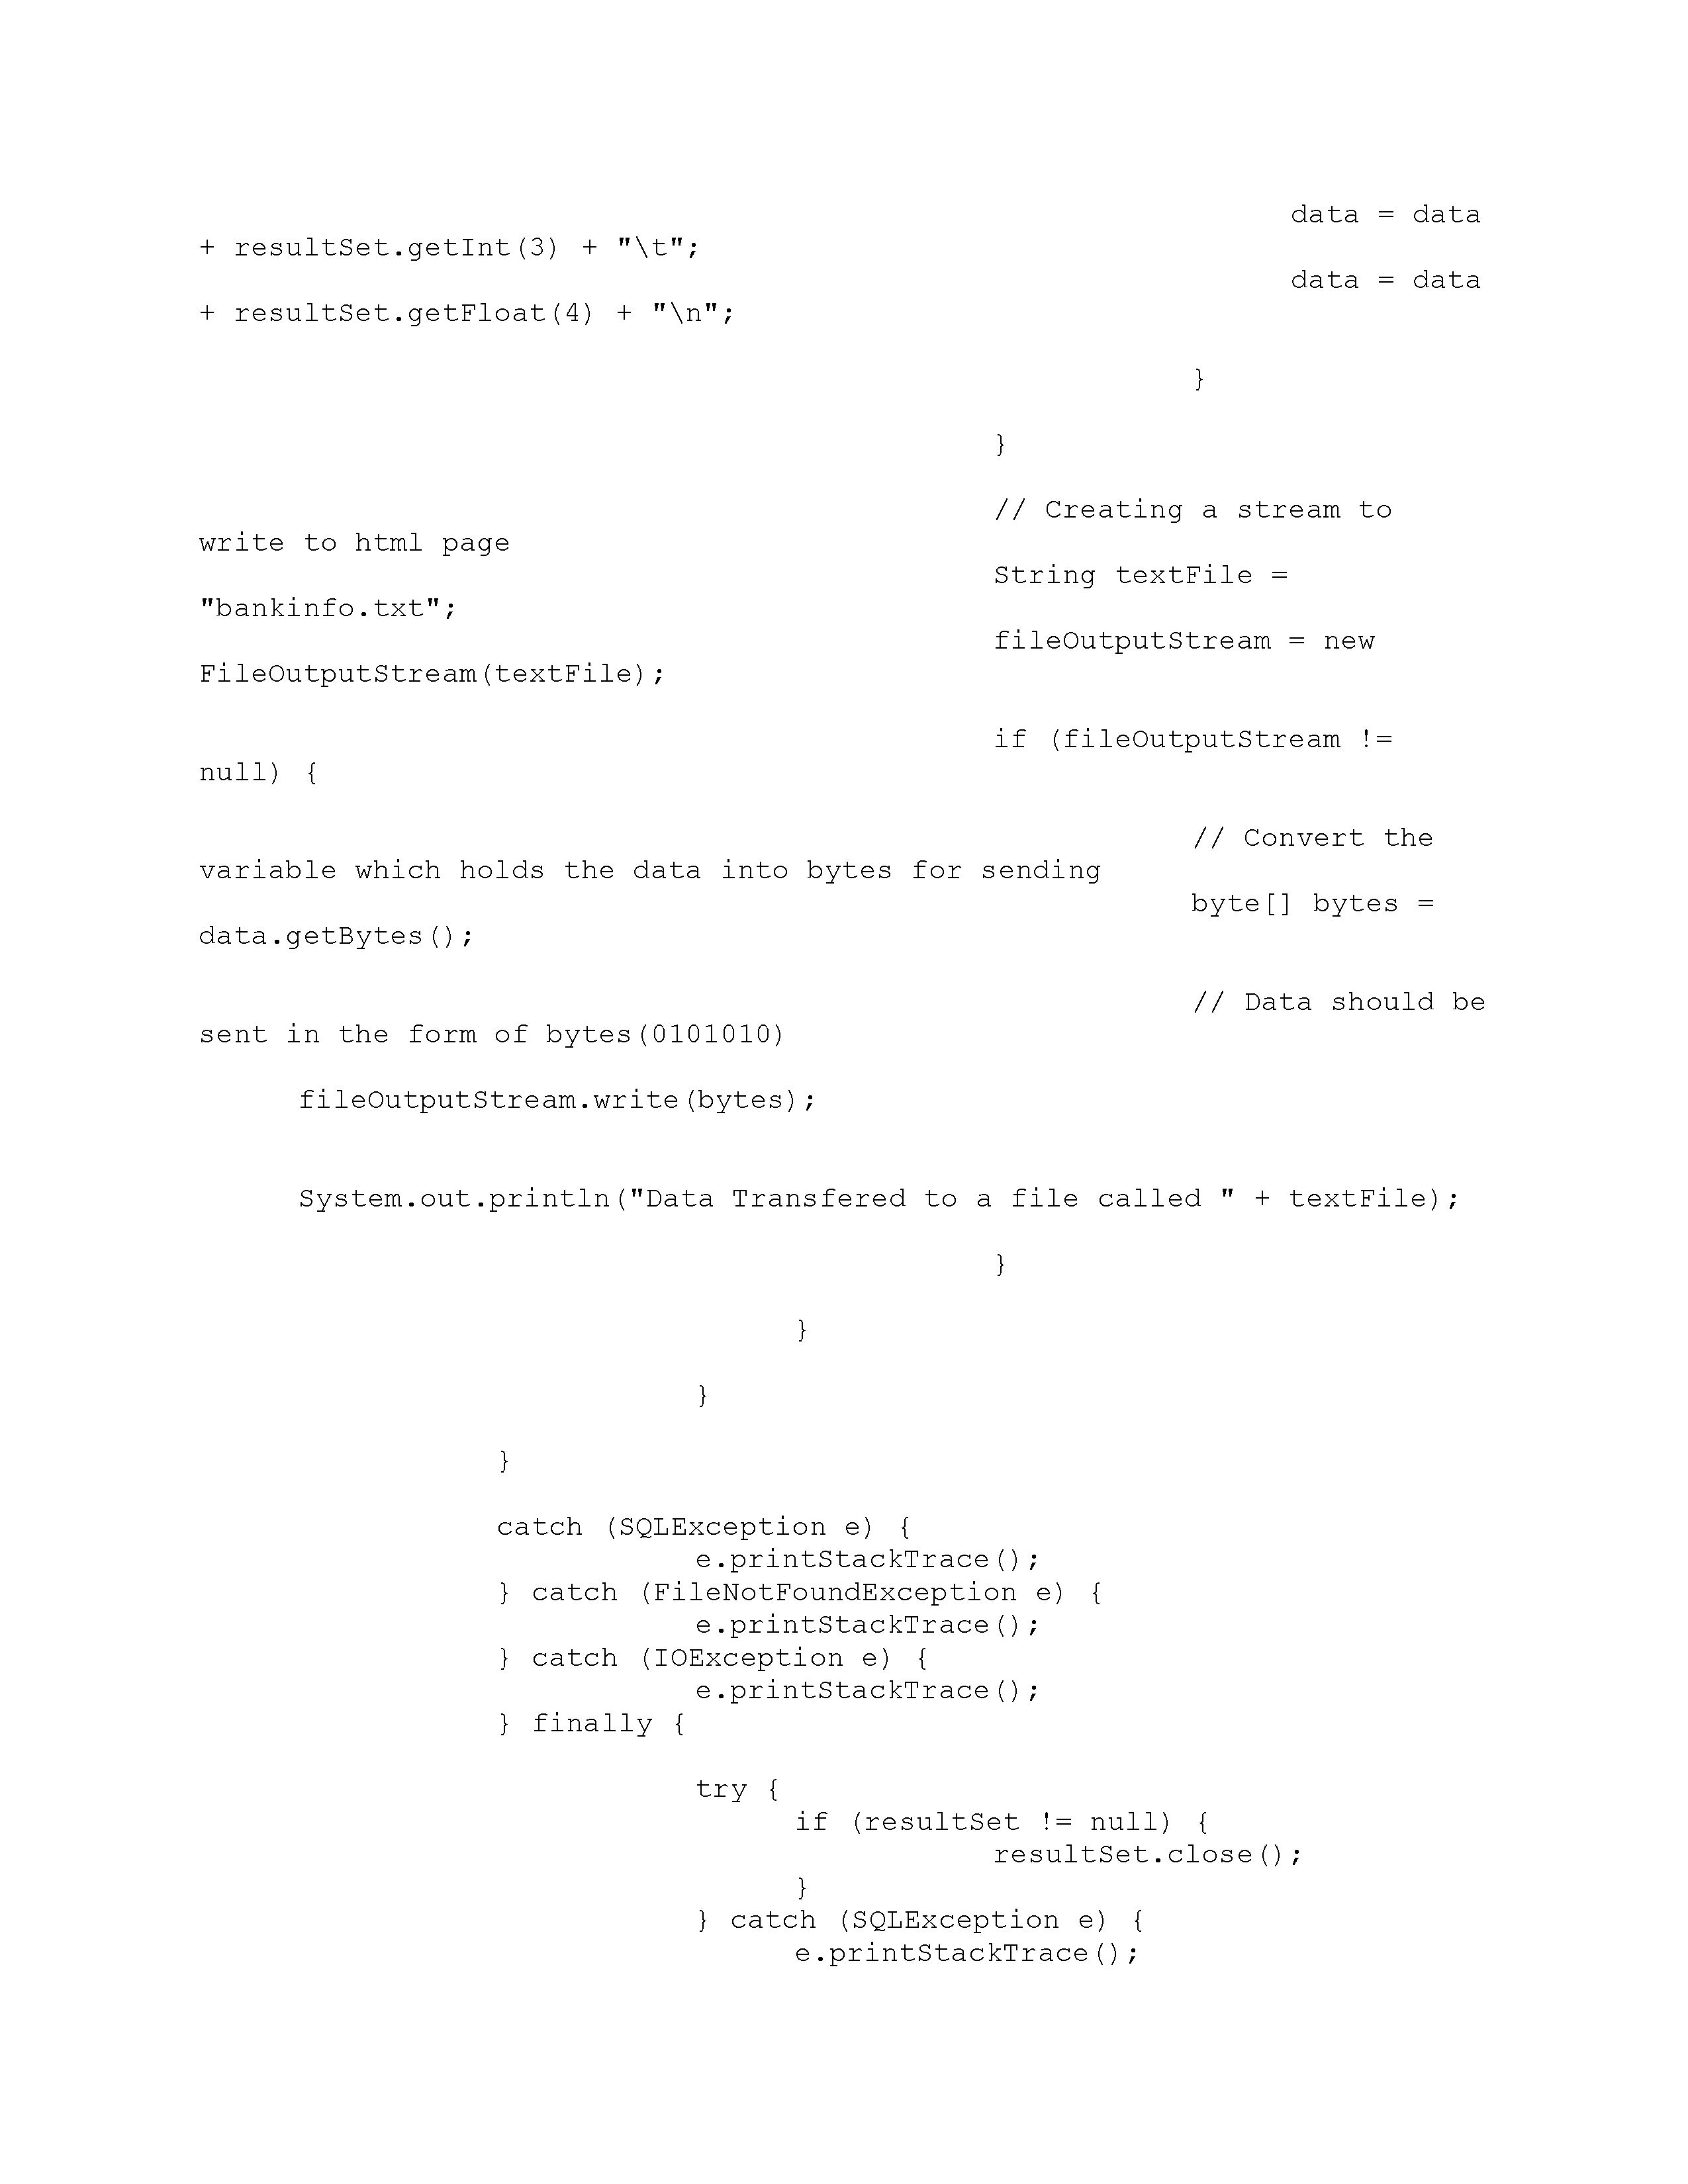 data = data
+ resultSet.getInt(3) + "\t";
data = data
+ resultSet.getFloat(4) + "\n";
}
}
// Creating a stream to
write to html page
String textFile =
"bankinfo.txt";
fileOutputStream = new
FileOutputStream(textFile);
if (fileOutputStream !=
null) {
// Convert the
variable which holds the data into bytes for sending
byte[] bytes =
data.getBytes();
// Data should be
sent in the form of bytes(0101010)
fileOutputStream.write(bytes);
System.out.println("Data Transfered to a file called " + textFile);
}
}
}
}
catch (SQLException e) {
e.printStackTrace();
} catch (FileNotFoundException e) {
e.printStackTrace();
} catch (IOException e) {
e.printStackTrace();
} finally {
try {
if (resultSet != null) {
resultSet.close();
}
} catch (SQLException e) {
e.printStackTrace();